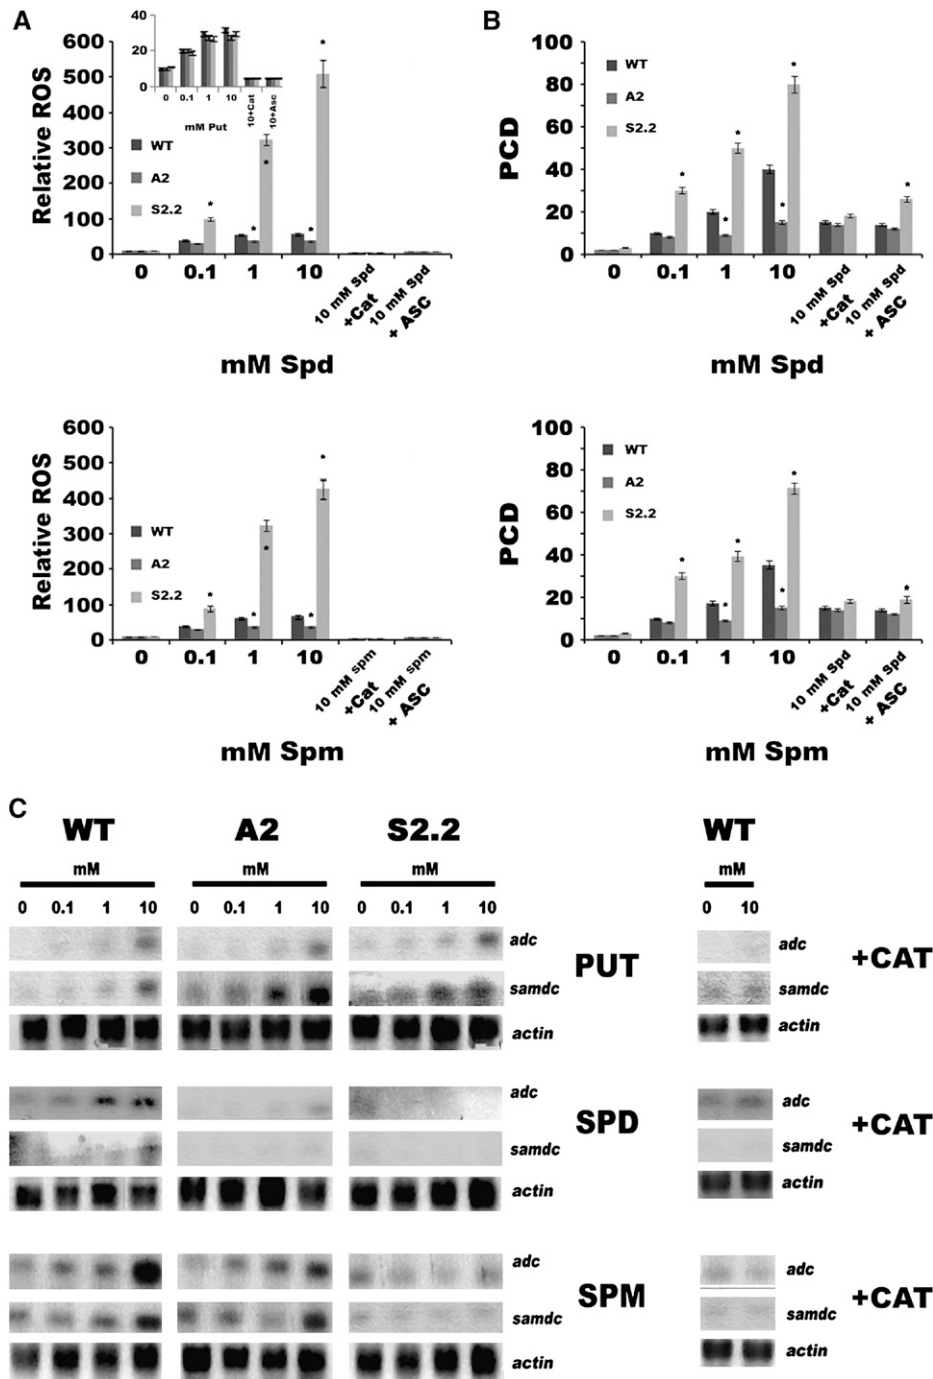 A
Relative ROS
600
500
400
300
200
100
0
40
20
0
0 0.1 1 10 10+Cat 10+Asc
mM Put
WT
A2
S2.2
* * * * *
0 0.1 1 10 10 mM Spd +Cat 10 mM Spd + ASC
mM Spd
B
PCD
100
80
60
40
20
0
WT
A2
S2.2
* * * * * *
0 0.1 1 10 10 mM Spd +Cat 10 mM Spd + ASC
mM Spd
Relative ROS
600
500
400
300
200
100
0
WT
A2
S2.2
* * * * *
0 0.1 1 10 10 mM spm +Cat 10 mM spm + ASC
mM Spm
PCD
100
80
60
40
20
0
WT
A2
S2.2
* * * * * *
0 0.1 1 10 10 mM Spd +Cat 10 mM Spd + ASC
mM Spm
C
WT A2 S2.2 WT
mM mM mM mM
0 0.1 1 10 0 0.1 1 10 0 0.1 1 10 0 10
adc adc
PUT +CAT
samdc samdc
actin actin
adc adc
SPD +CAT
samdc samdc
actin actin
adc adc
SPM +CAT
samdc samdc
actin actin